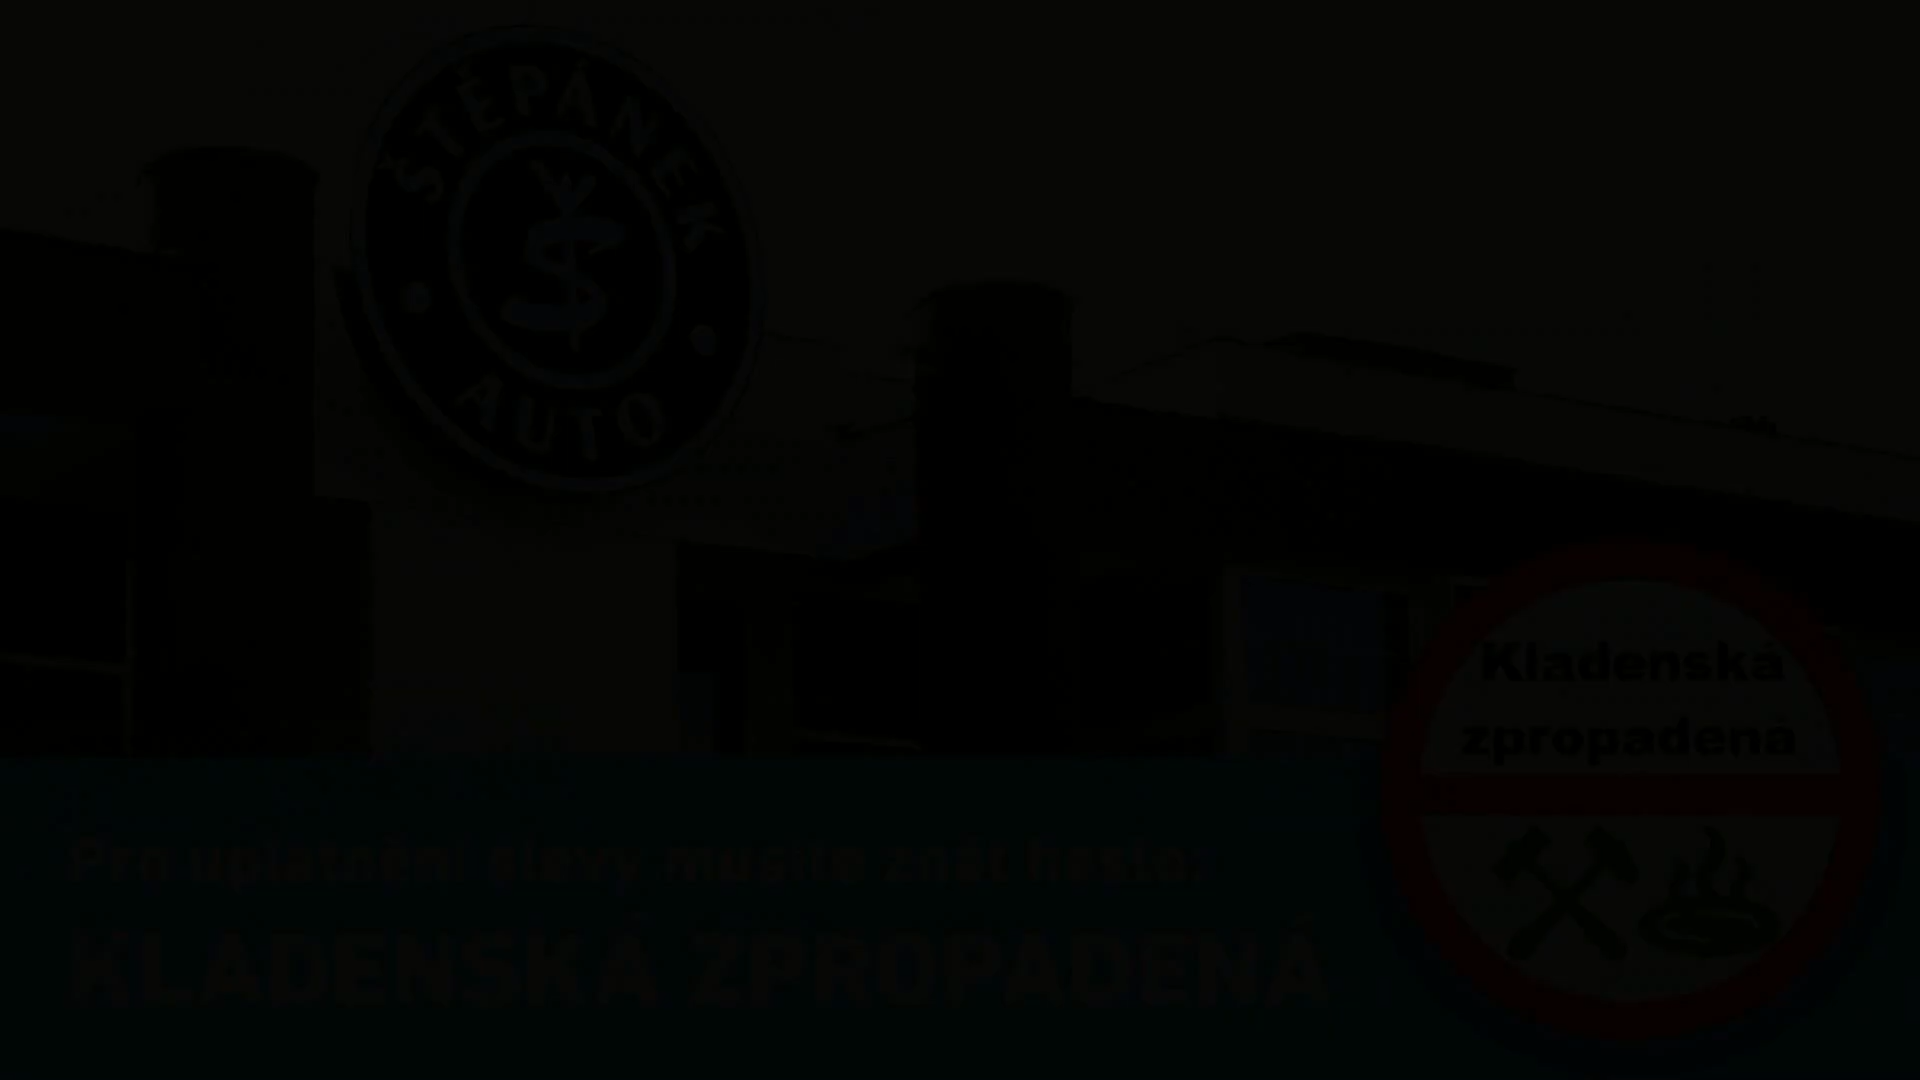 ŠTĚPÁNEK
AUTO
Kladenská
zpropadená
Pro uplatnění slevy musíte znát heslo:
KLADENSKÁ ZPROPADENÁ